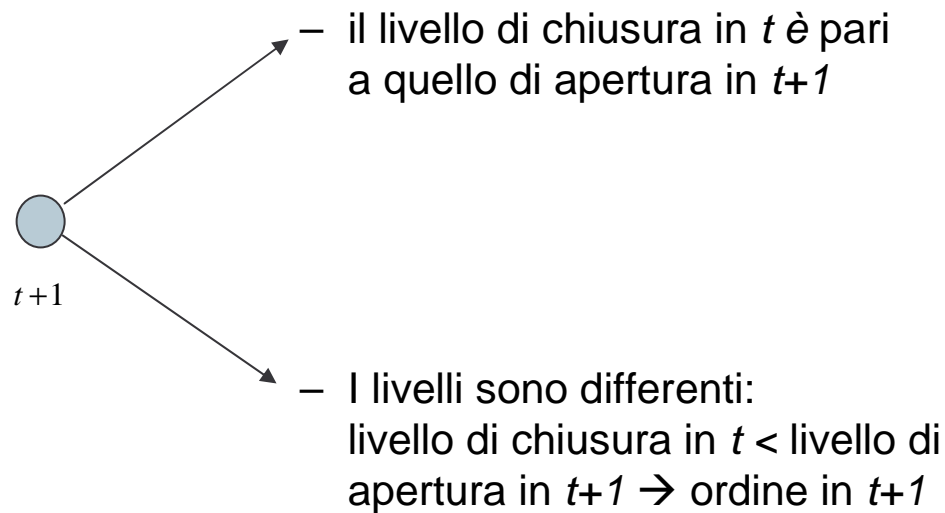 – il livello di chiusura in t è pari
a quello di apertura in t+1
t+1
– I livelli sono differenti:
livello di chiusura in t < livello di
apertura in t+1 → ordine in t+1